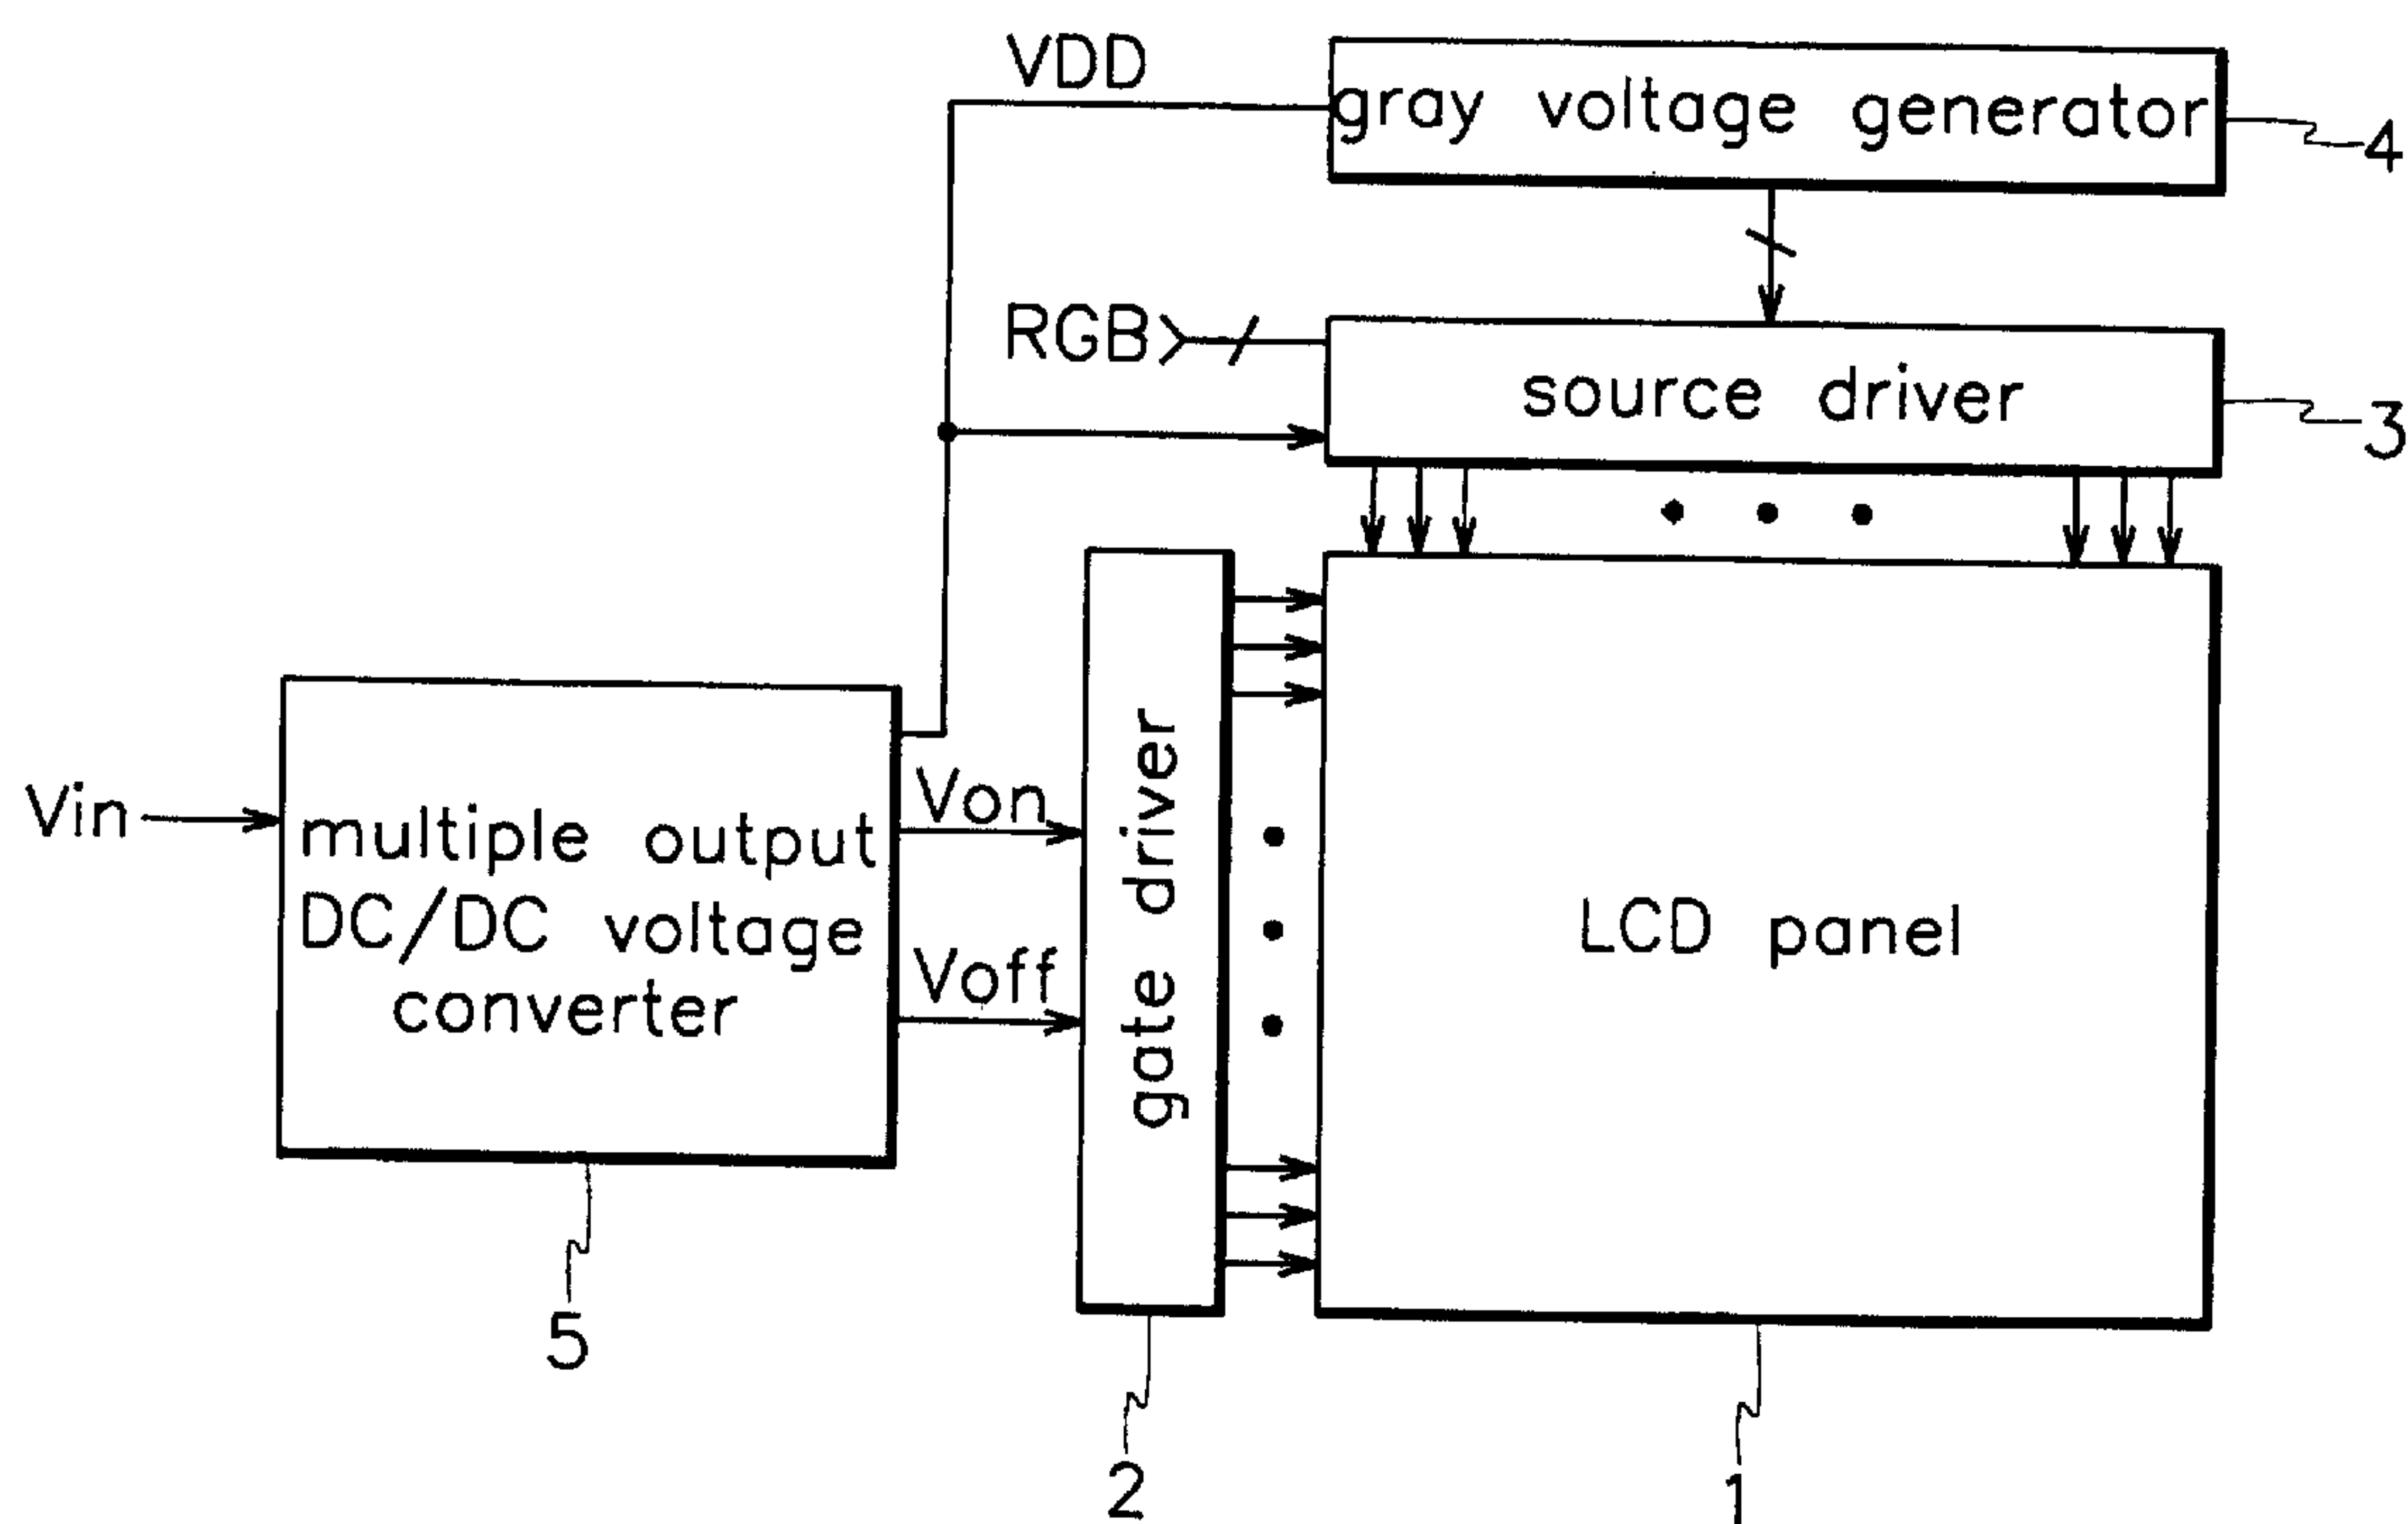 VDD
gray voltage generator
4
RGB
source driver
3
Vin
multiple output
DC/DC voltage
converter
Von
Voff
gate driver
LCD panel
5
2
1